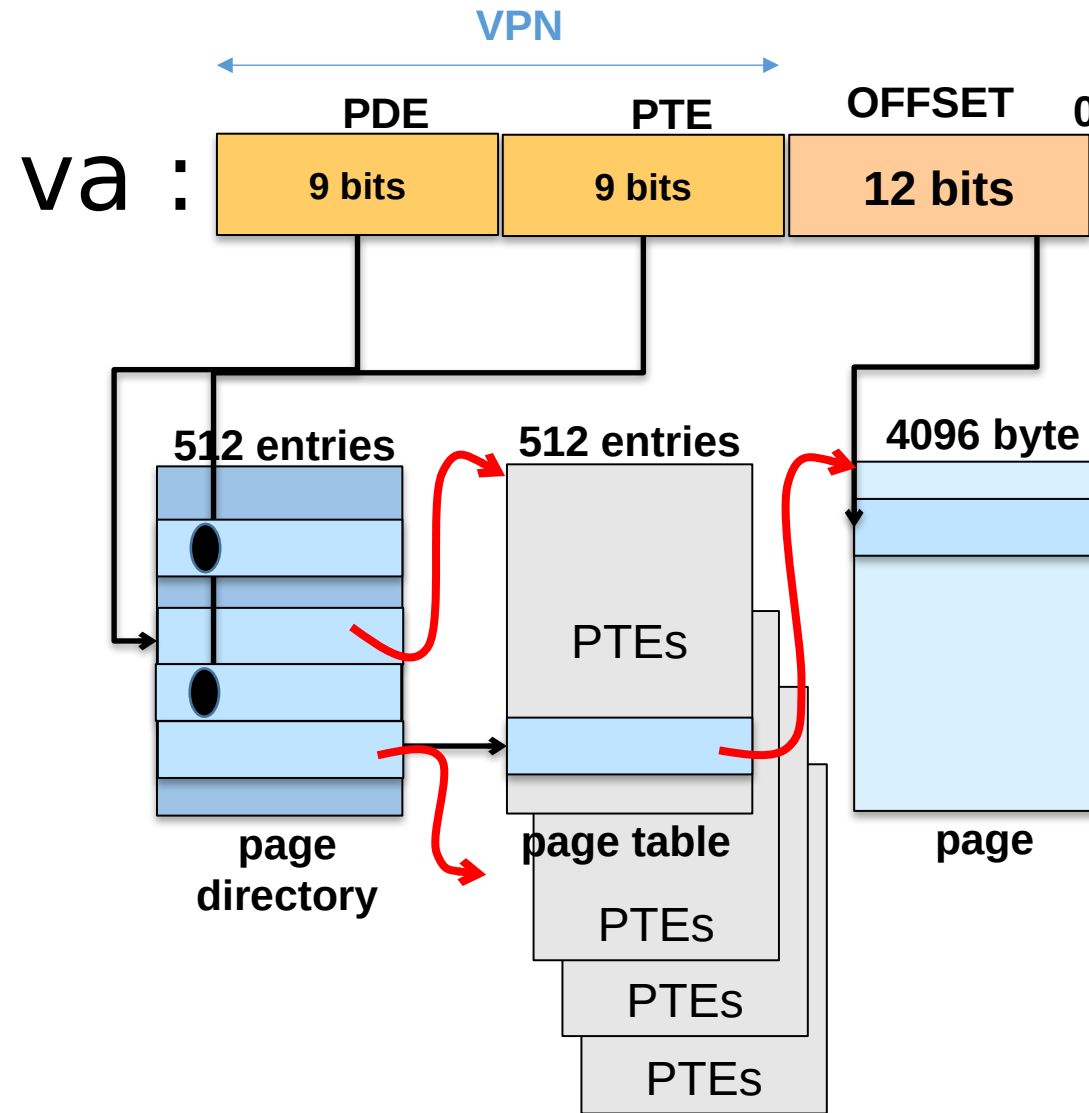 VPN
PDE PTE OFFSET 0
va : 9 bits 9 bits 12 bits
512 entries 512 entries 4096 byte
PTEs
page directory
page table
page
PTEs
PTEs
PTEs